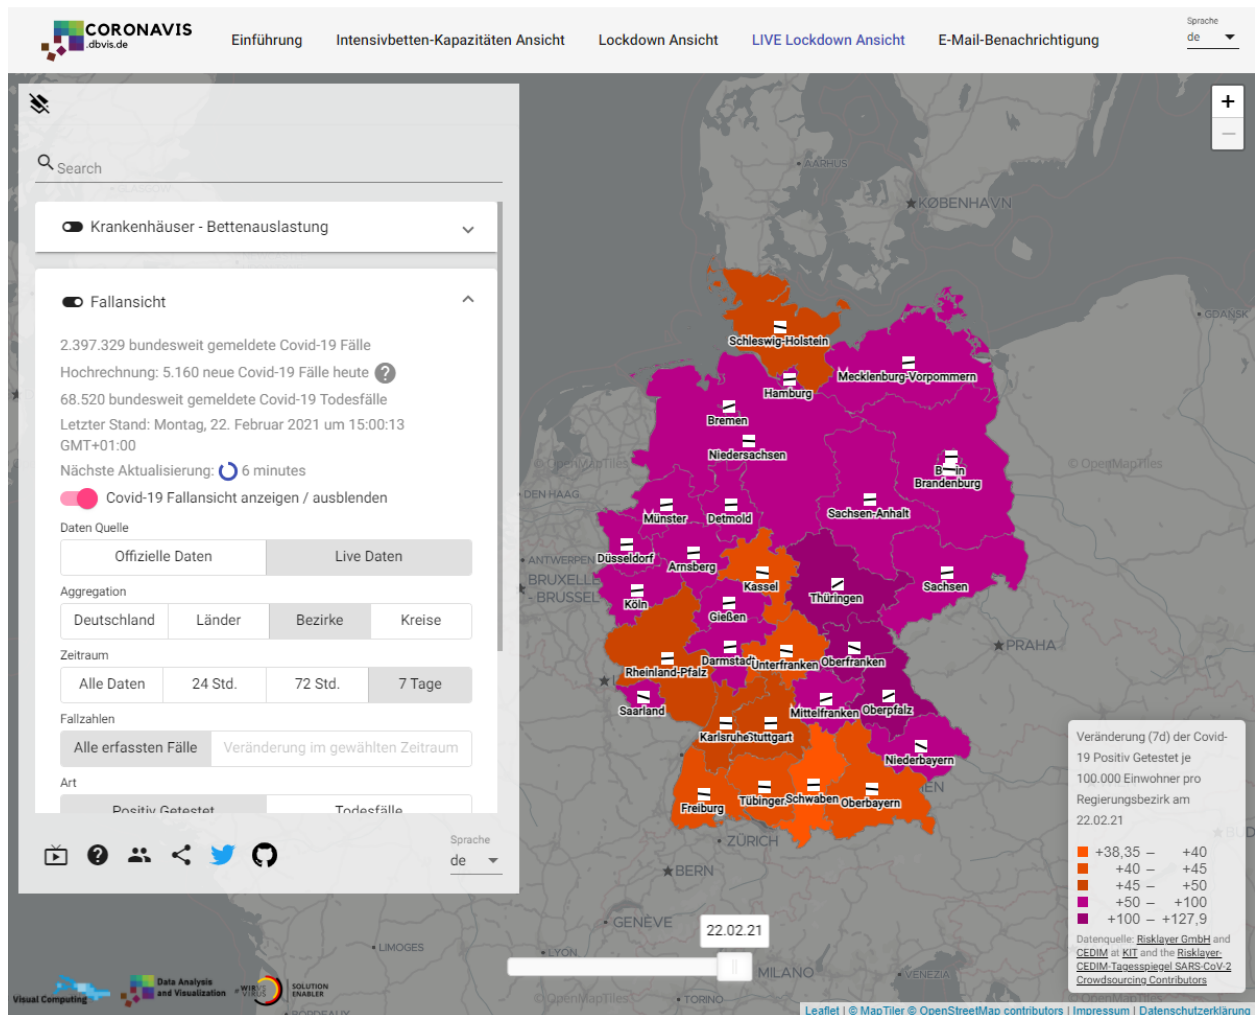 CORONAVIS
.dbvis.de
Einführung
Intensivbetten-Kapazitäten Ansicht
Lockdown Ansicht
LIVE Lockdown Ansicht
E-Mail-Benachrichtigung
Sprache
de
Search
Krankenhäuser - Bettenauslastung
Fallansicht
2.397.329 bundesweit gemeldete Covid-19 Fälle
Hochrechnung: 5.160 neue Covid-19 Fälle heute ?
68.520 bundesweit gemeldete Covid-19 Todesfälle
Letzter Stand: Montag, 22. Februar 2021 um 15:00:13
GMT+01:00
Nächste Aktualisierung: 6 minutes
Covid-19 Fallansicht anzeigen / ausblenden
Daten Quelle
Offizielle Daten
Live Daten
Aggregation
Deutschland
Länder
Bezirke
Kreise
Zeitraum
Alle Daten
24 Std.
72 Std.
7 Tage
Fallzahlen
Alle erfassten Fälle
Veränderung im gewählten Zeitraum
Art
Positiv Getestet
Todesfälle
Sprache
de
+
−
GLASGOW
AARHUS
KØBENHAVN
GDANSK
Schleswig-Holstein
Mecklenburg-Vorpommern
Hamburg
Bremen
Niedersachsen
© OpenMapTiles
Brandenburg
© OpenMapTiles
DEN HAAG
Münster
Detmold
Sachsen-Anhalt
ANTWERPEN
Düsseldorf
Arnsberg
BRUXELLE
- BRÜSSEL
Kassel
Thüringen
Sachsen
Köln
Gießen
PRAHA
Rheinland-Pfalz
Darmstadt
Unterfranken
Oberfranken
Saarland
Mittelfranken
Oberpfalz
Karlsruhe
Stuttgart
Niederbayern
Freiburg
Tübingen
Schwaben
Oberbayern
ZÜRICH
BERN
GENÈVE
LIMOGES
LYON
MILANO
VENEZIA
TORINO
BORDEAUX
© OpenMapTiles
© OpenMapTiles
22.02.21
Veränderung (7d) der Covid-
19 Positiv Getestet je
100.000 Einwohner pro
Regierungsbezirk am
22.02.21
+38,35 – +40
+40 – +45
+45 – +50
+50 – +100
+100 – +127,9
Datenquelle: Risklayer GmbH and
CEDIM at KIT and the Risklayer-
CEDIM-Tagesspiegel SARS-CoV-2
Crowdsourcing Contributors
Visual Computing
Data Analysis
and Visualization
WIR
VIRUS
SOLUTION
ENABLER
Leaflet | © MapTiler © OpenStreetMap contributors | Impressum | Datenschutzerklärung